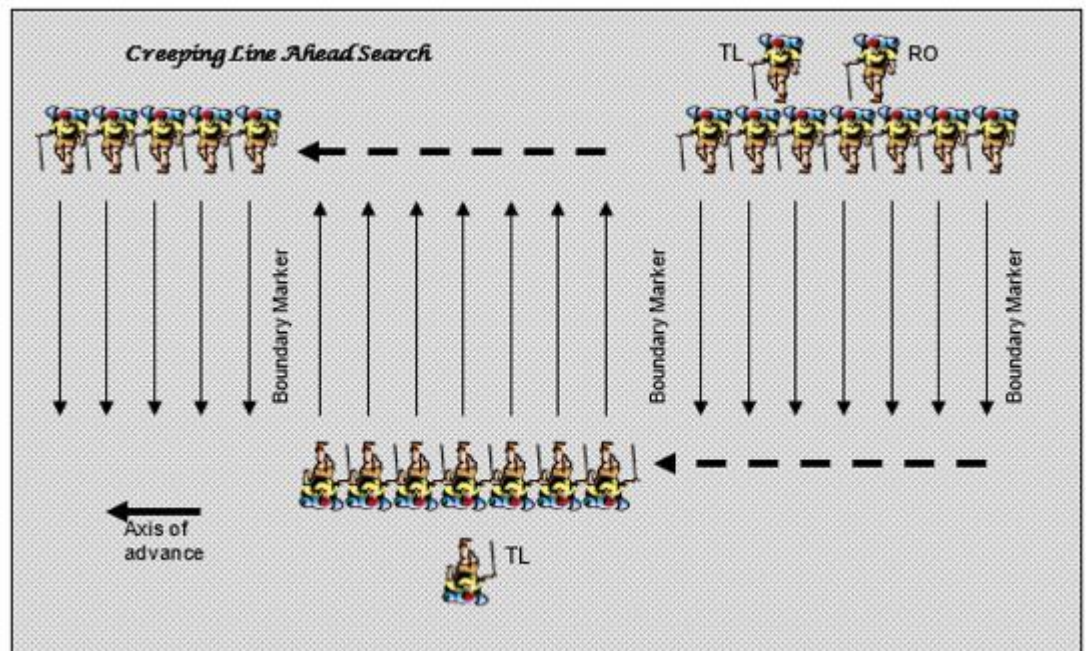 Creeping Line Ahead Search
TL
RO
Boundary Marker
Boundary Marker
Boundary Marker
Axis of
advance
TL